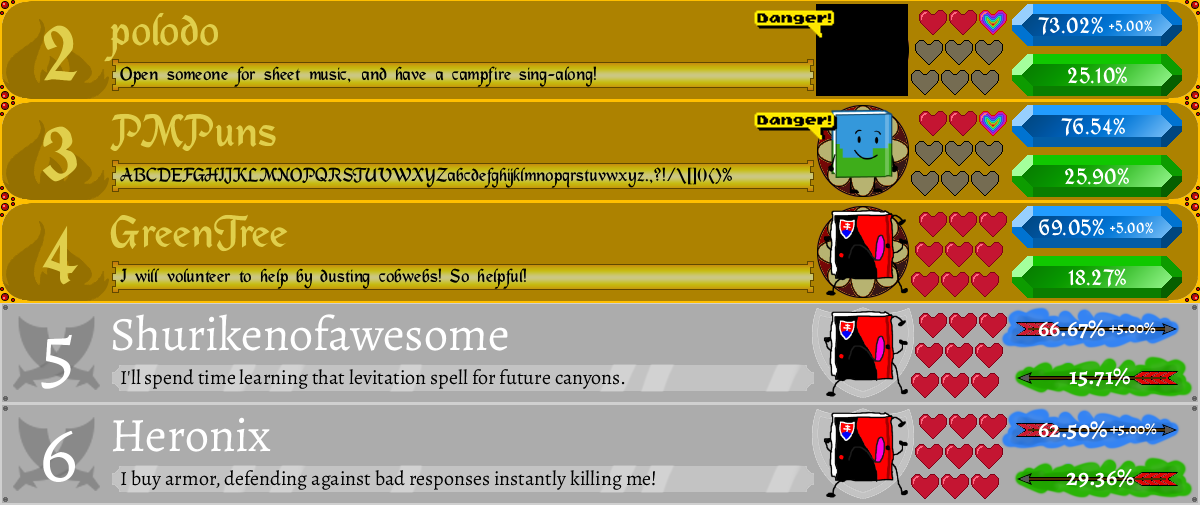 2
polodo
Open someone for sheet music, and have a campfire sing-along!
Danger!
73.02% +5.00%
25.10%
3
PMPuns
ABCDEFGHIJKLMNOPQRSTUVWXYZabcdefghijklmnopqrstuvwxyz.,?!/\[](){}%
Danger!
76.54%
25.90%
4
GreenTree
I will volunteer to help by dusting cobwebs! So helpful!
69.05% +5.00%
18.27%
5
Shurikenofawesome
I'll spend time learning that levitation spell for future canyons.
66.67% +5.00%
15.71%
6
Heronix
I buy armor, defending against bad responses instantly killing me!
62.50% +5.00%
29.36%